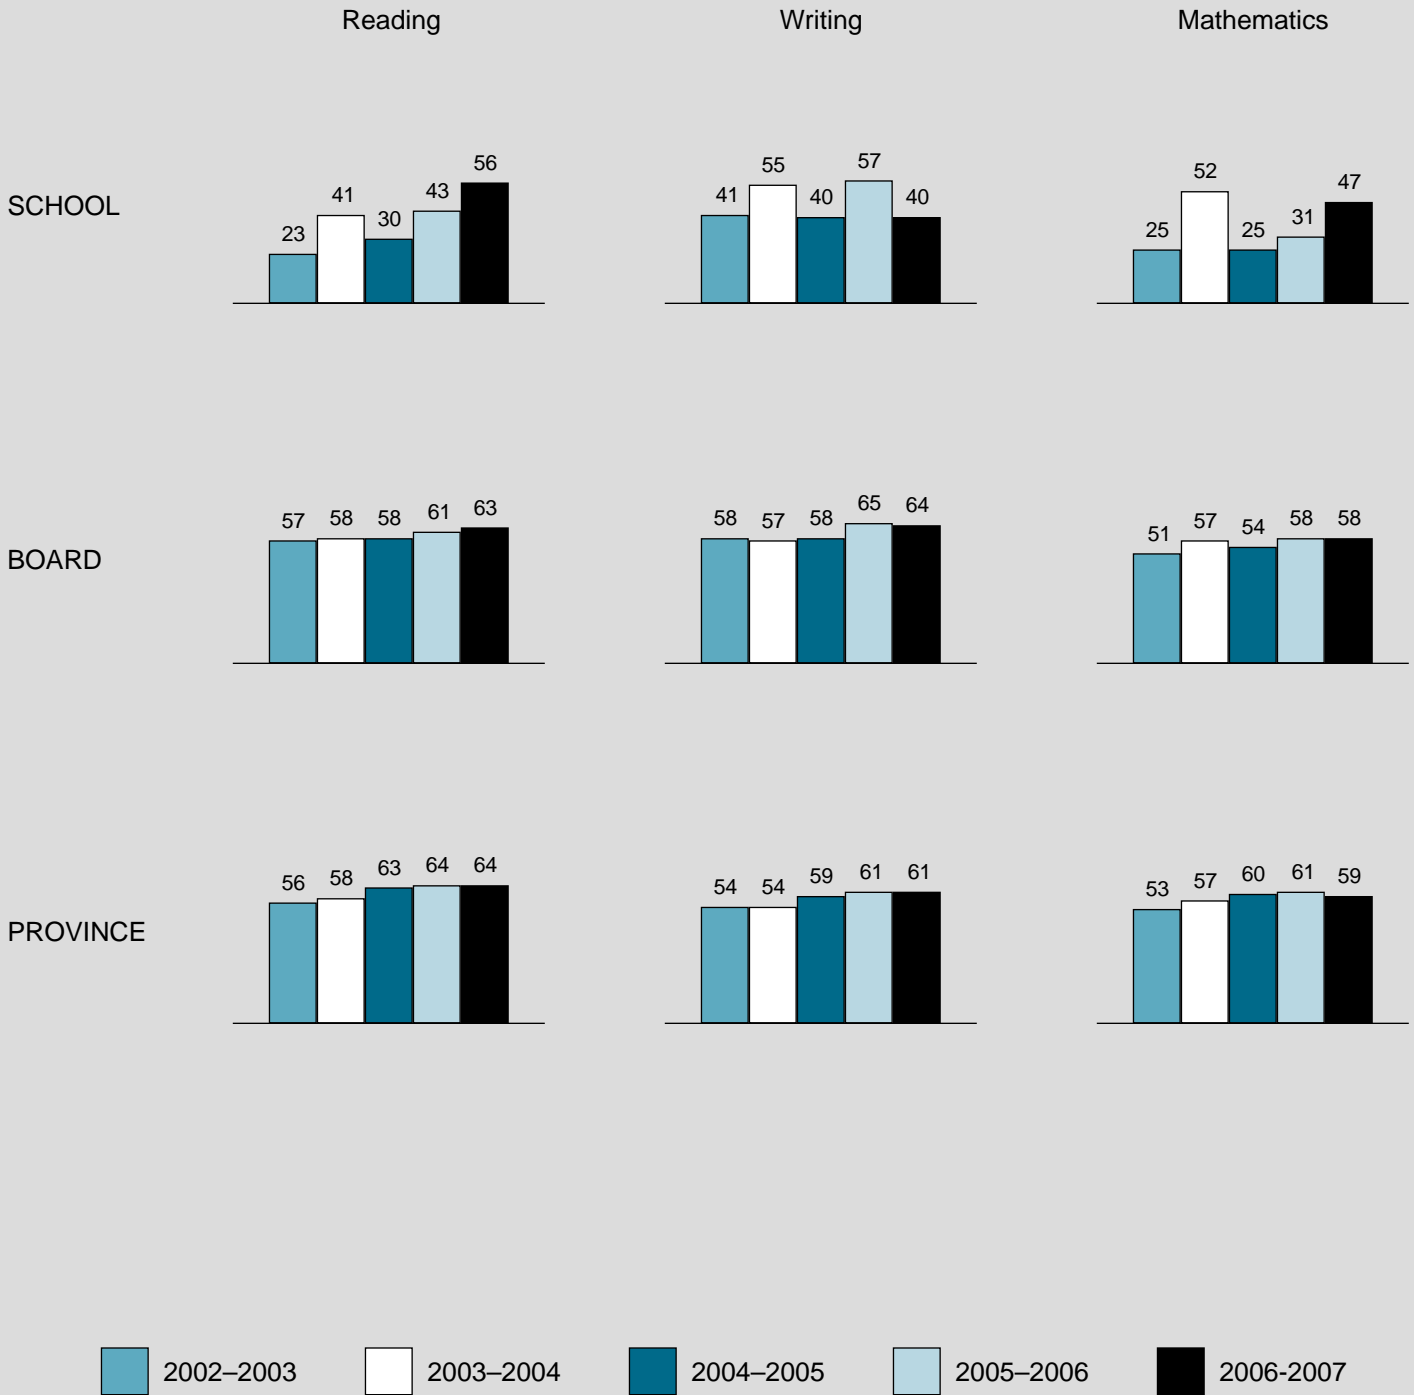 Reading Writing Mathematics
SCHOOL
23 41 30 43 56
41 55 40 57 40
25 52 25 31 47
BOARD
57 58 58 61 63
58 57 58 65 64
51 57 54 58 58
PROVINCE
56 58 63 64 64
54 54 59 61 61
53 57 60 61 59
2002–2003 2003–2004 2004–2005 2005–2006 2006-2007